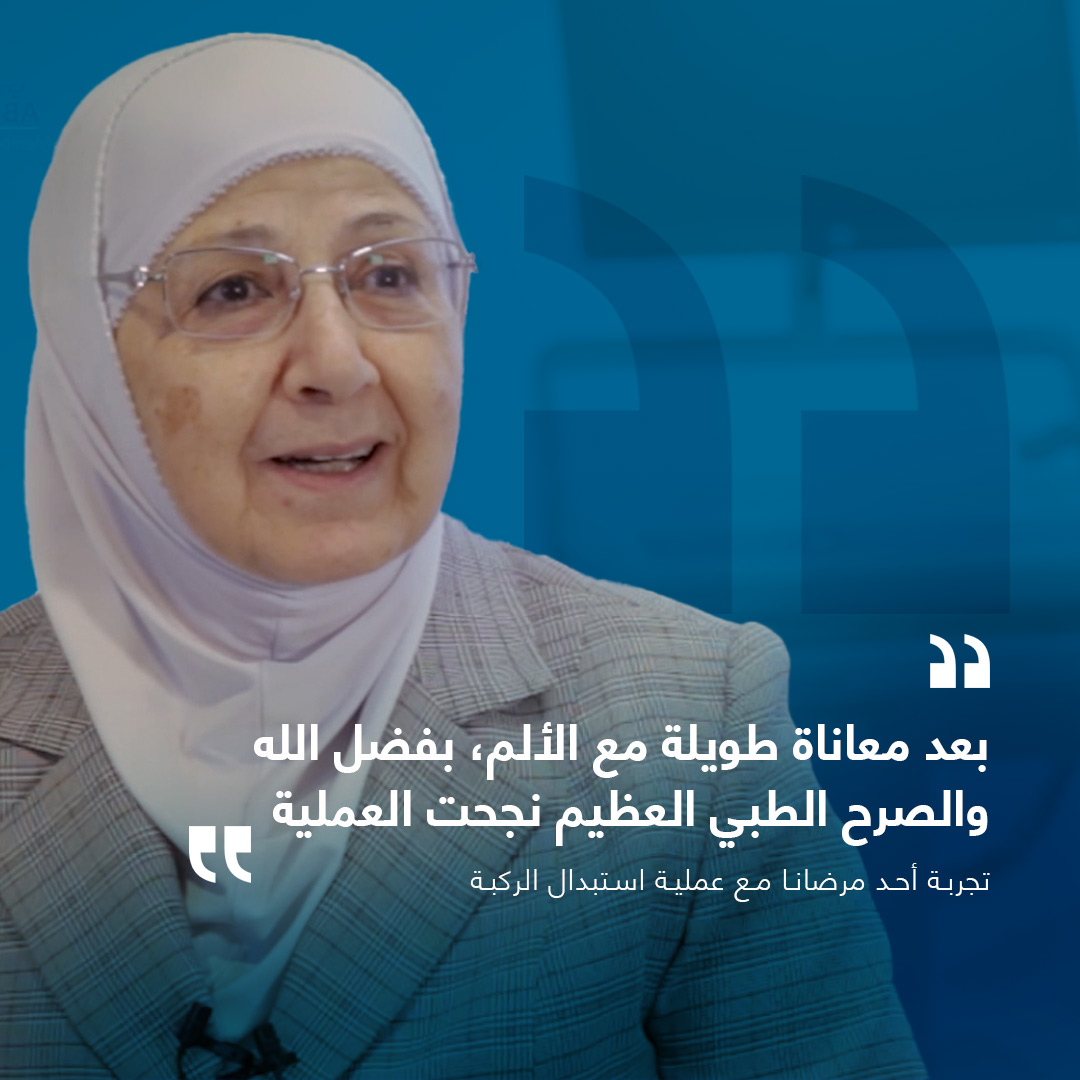 بعد معاناة طويلة مع الألم، بفضل الله
والصرح الطبي العظيم نجحت العملية
تجربة أحد مرضانا مع عملية استبدال الركبة